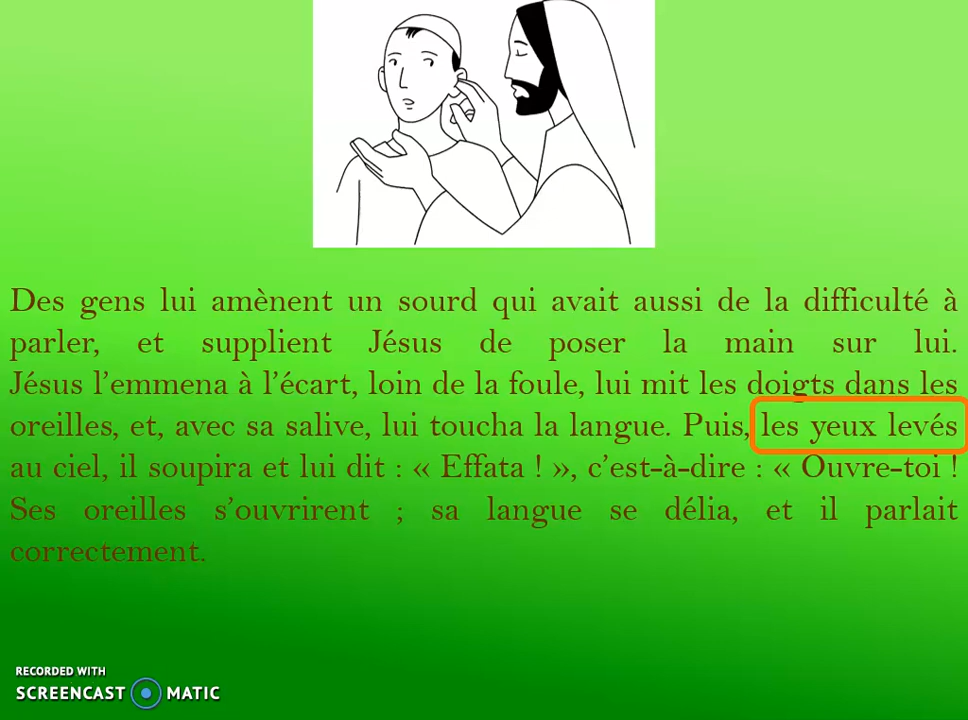 Des gens lui amènent un sourd qui avait aussi de la difficulté à
parler, et supplient Jésus de poser la main sur lui.
Jésus l’emmena à l’écart, loin de la foule, lui mit les doigts dans les
oreilles, et, avec sa salive, lui toucha la langue. Puis, les yeux levés
au ciel, il soupira et lui dit : « Effata ! », c’est-à-dire : « Ouvre-toi !
Ses oreilles s’ouvrirent ; sa langue se délia, et il parlait
correctement.
RECORDED WITH
SCREENCAST MATIC